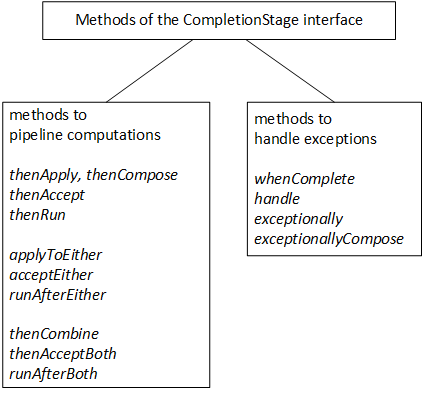 Methods of the CompletionStage interface
methods to
pipeline computations
thenApply, thenCompose
thenAccept
thenRun
applyToEither
acceptEither
runAfterEither
thenCombine
thenAcceptBoth
runAfterBoth
methods to
handle exceptions
whenComplete
handle
exceptionally
exceptionallyCompose